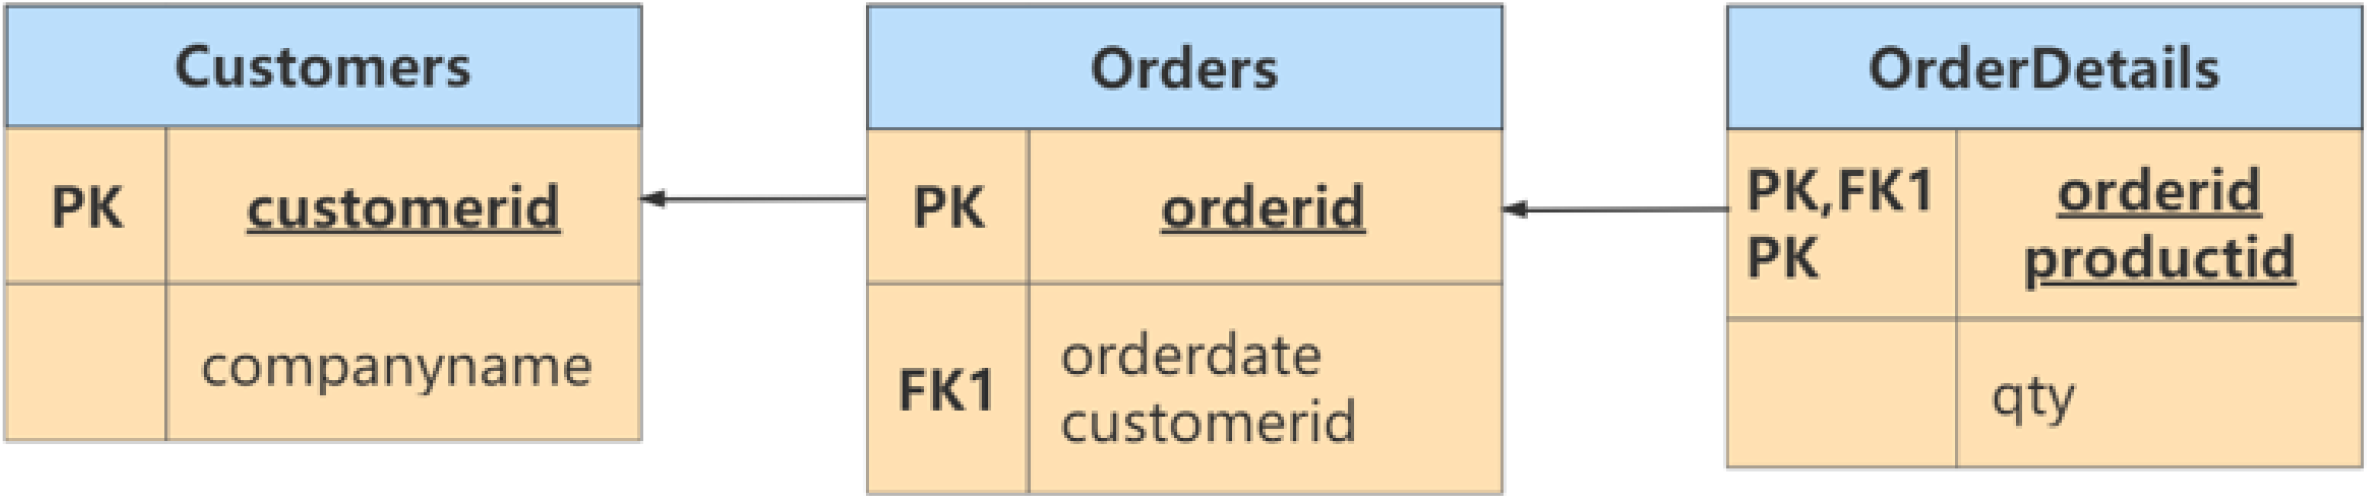 Customers
PK customerid
companyname
Orders
PK orderid
orderdate
FK1
customerid
OrderDetails
PK,FK1 orderid
PK productid
qty